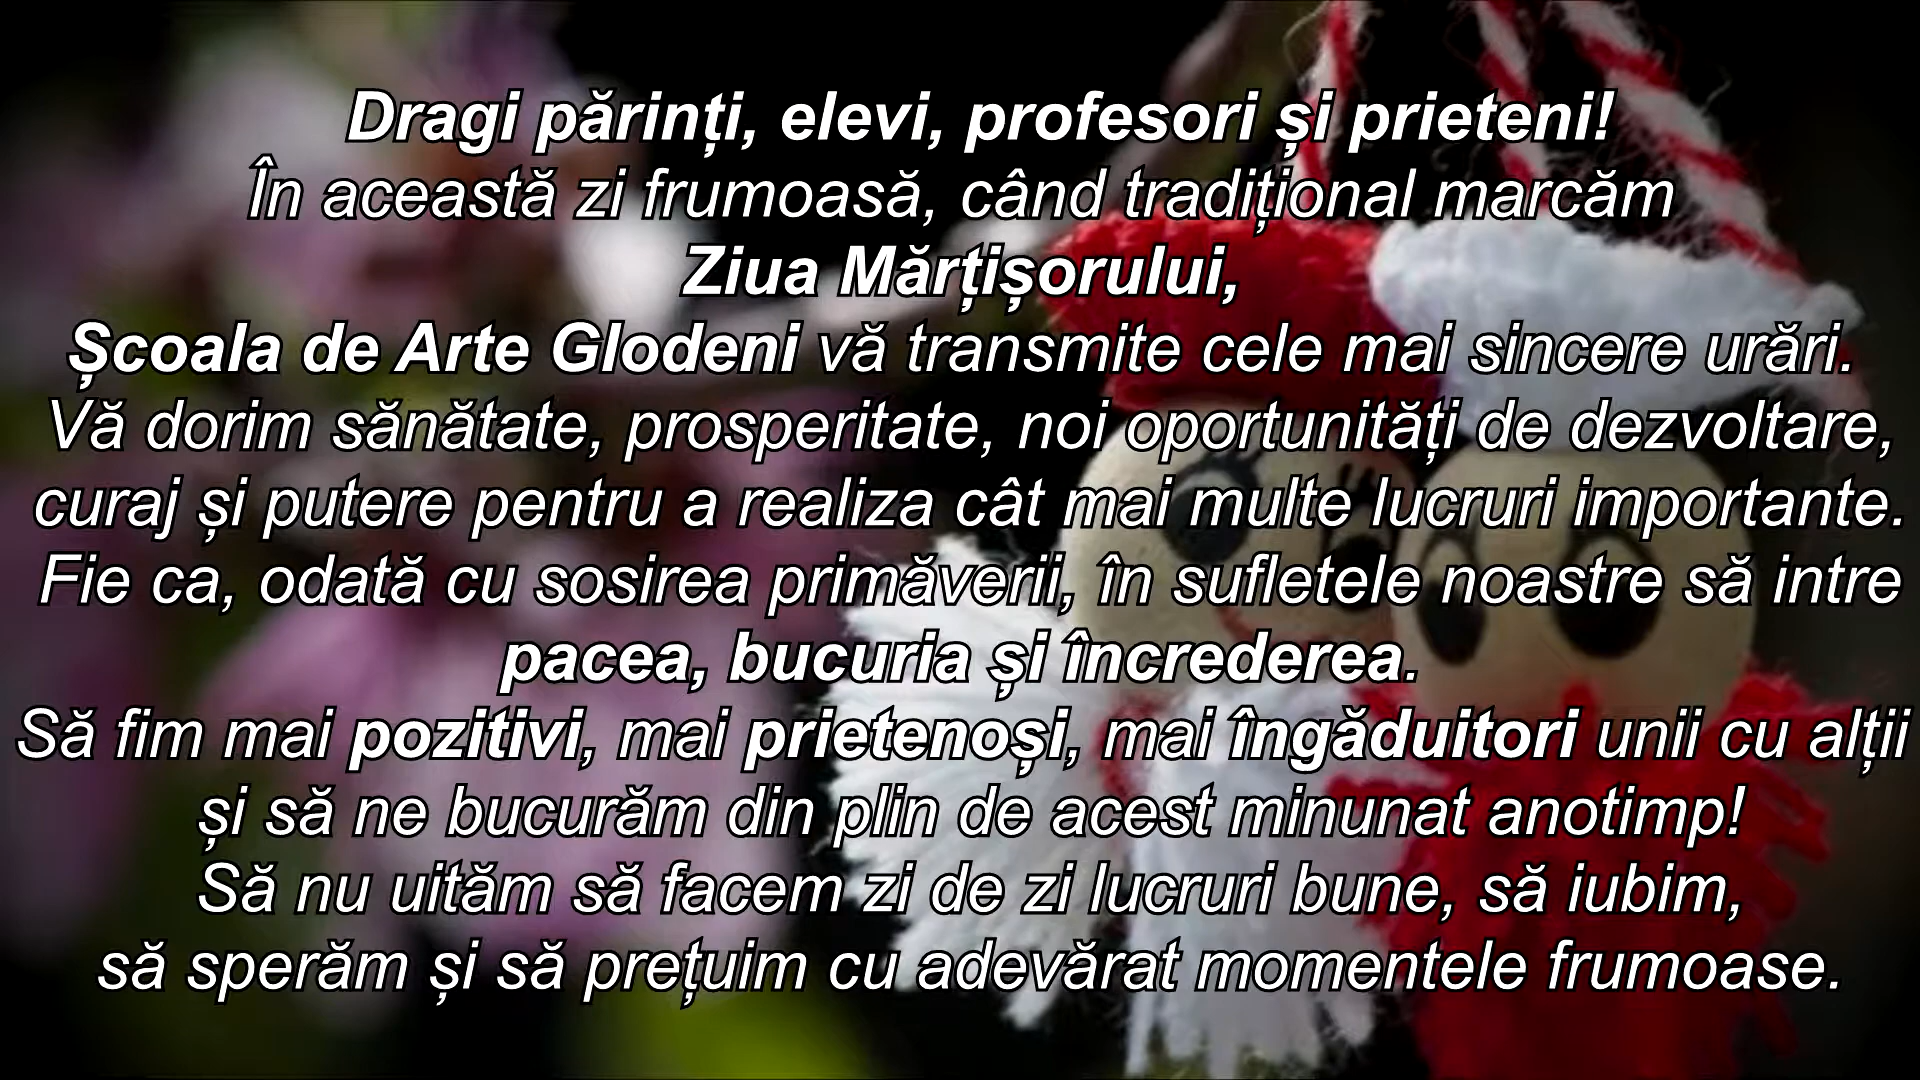 Dragi părinți, elevi, profesori și prieteni!
În această zi frumoasă, când tradițional marcăm
Ziua Mărțișorului,
Școala de Arte Glodeni vă transmite cele mai sincere urări.
Vă dorim sănătate, prosperitate, noi oportunități de dezvoltare,
curaj și putere pentru a realiza cât mai multe lucruri importante.
Fie ca, odată cu sosirea primăverii, în sufletele noastre să intre
pacea, bucuria și încrederea.
Să fim mai pozitivi, mai prietenoși, mai îngăduitori unii cu alții
și să ne bucurăm din plin de acest minunat anotimp!
Să nu uităm să facem zi de zi lucruri bune, să iubim,
să sperăm și să prețuim cu adevărat momentele frumoase.